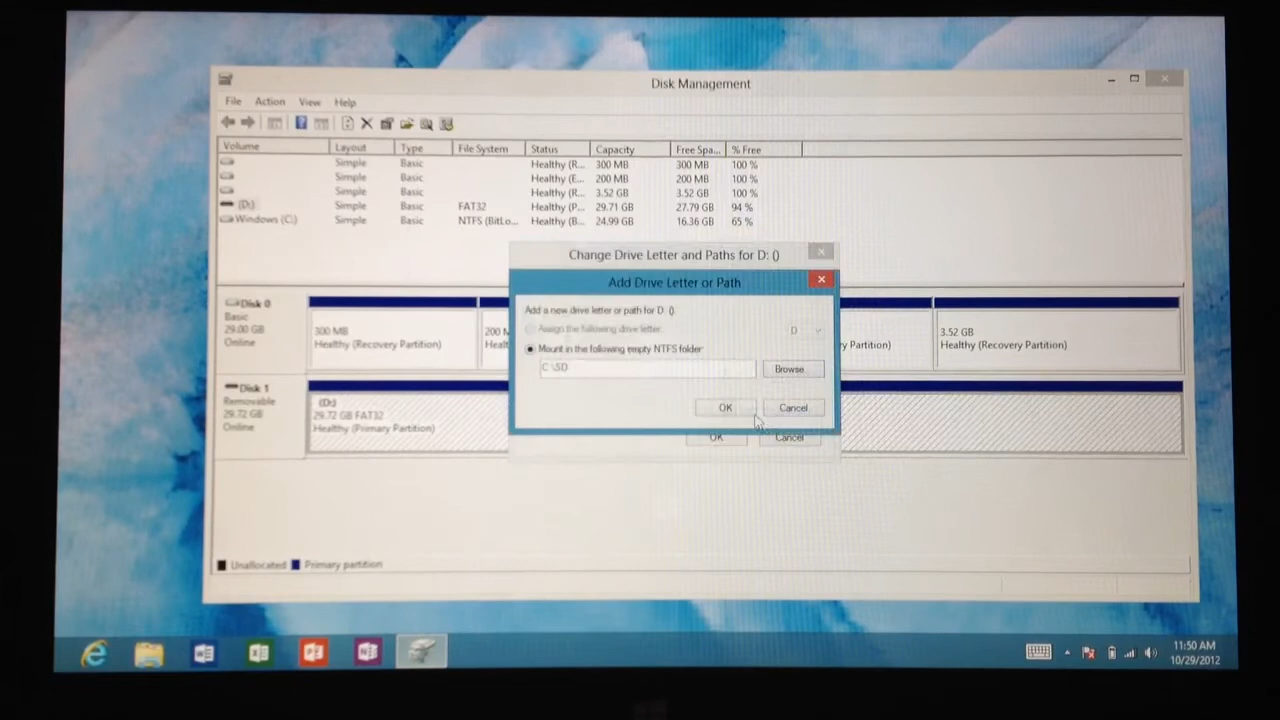 Disk Management
File Action View Help
Volume Layout Type File System Status Capacity Free Spa... % Free
Simple Basic Healthy (R... 300 MB 300 MB 100 %
Simple Basic Healthy (E... 200 MB 200 MB 100 %
Simple Basic Healthy (R... 3.52 GB 3.52 GB 100 %
(D:) Simple Basic FAT32 Healthy (P... 29.71 GB 27.79 GB 94 %
Windows (C:) Simple Basic NTFS (BitLo... Healthy (B... 24.99 GB 16.36 GB 65 %
Change Drive Letter and Paths for D: ()
Add Drive Letter or Path
Add a new drive letter or path for D: ().
Assign the following drive letter: D
Mount in the following empty NTFS folder:
C:\SD Browse...
OK Cancel
OK Cancel
Disk 0
Basic
29.00 GB
Online
300 MB
Healthy (Recovery Partition)
200 M
Healt
y Partition)
3.52 GB
Healthy (Recovery Partition)
Disk 1
Removable
29.72 GB
Online
(D:)
29.72 GB FAT32
Healthy (Primary Partition)
Unallocated Primary partition
11:50 AM
10/29/2012